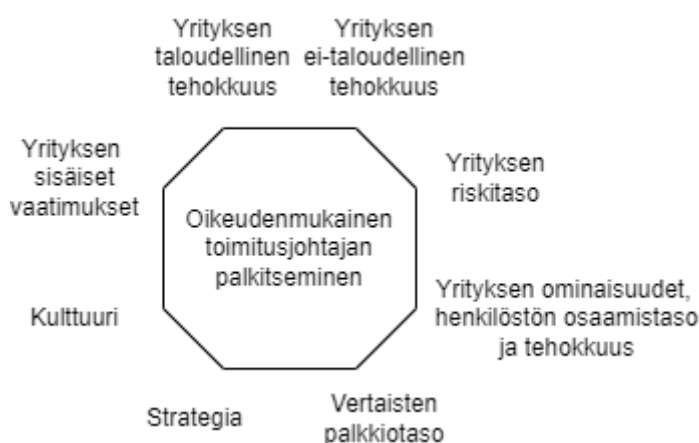 Yrityksen
taloudellinen
tehokkuus
Yrityksen
ei-taloudellinen
tehokkuus
Yrityksen
sisäiset
vaatimukset
Yrityksen
riskitaso
Oikeudenmukainen
toimitusjohtajan
palkitseminen
Kulttuuri
Yrityksen ominaisuudet,
henkilöstön osaamistaso
ja tehokkuus
Strategia
Vertaisten
palkkiotaso